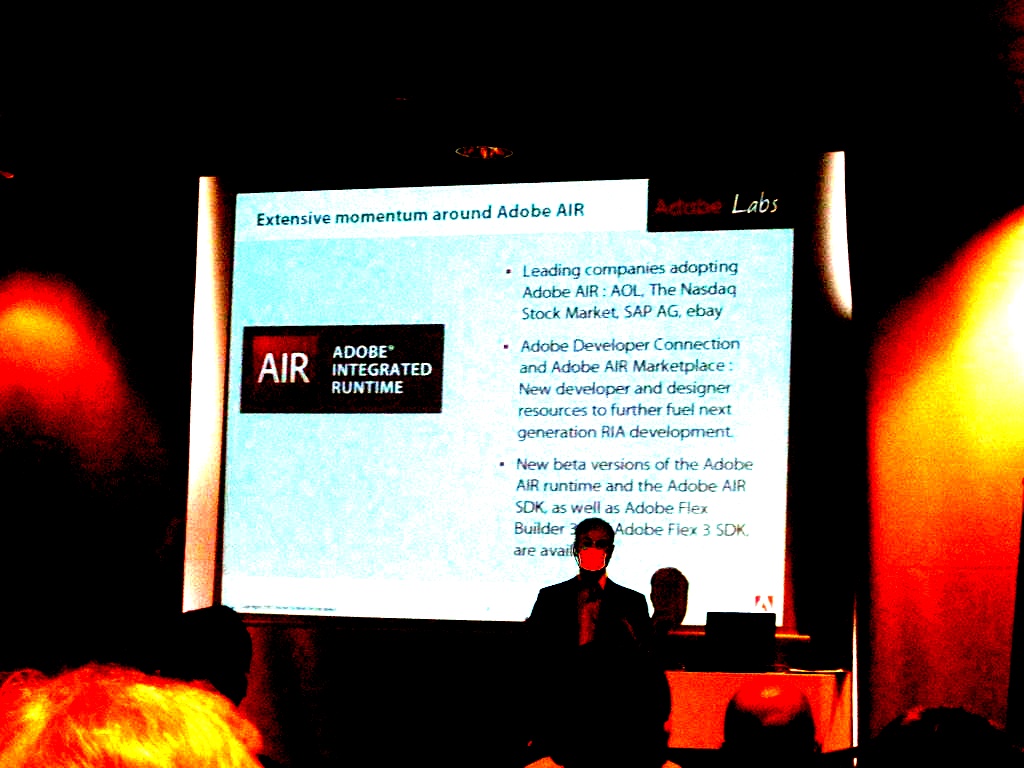 Extensive momentum around Adobe AIR
Adobe Labs
• Leading companies adopting
Adobe AIR : AOL, The Nasdaq
Stock Market, SAP AG, ebay
AIR
ADOBE®
INTEGRATED
RUNTIME
• Adobe Developer Connection
and Adobe AIR Marketplace :
New developer and designer
resources to further fuel next
generation RIA development.
• New beta versions of the Adobe
AIR runtime and the Adobe AIR
SDK, as well as Adobe Flex
Builder 3 Adobe Flex 3 SDK,
are